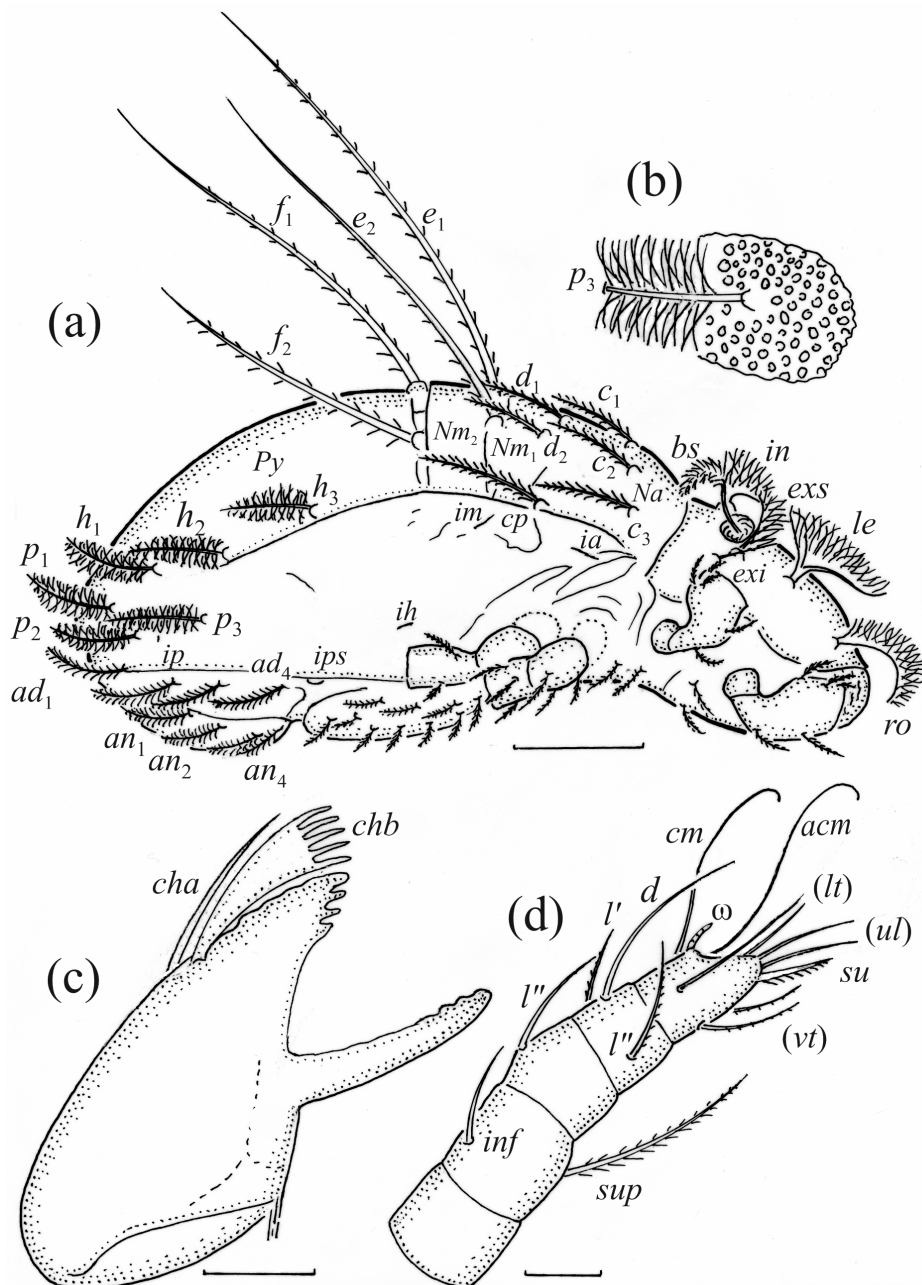 (b)
f₁
e₂
e₁
p₃
(a)
f₂
d₁
c₁
Nm₂
Nm₁
d₂
c₂
bs
in
exs
le
Py
h₃
im
cp
Na
c₃
ia
exi
h₁
h₂
p₁
p₂
p₃
ih
ip
ad₄
ips
ad₁
an₁
an₂
an₄
ro
cha
chb
cm
acm
(d)
l'
d
ω
(lt)
(ul)
su
(c)
l"
l"
(vt)
inf
sup